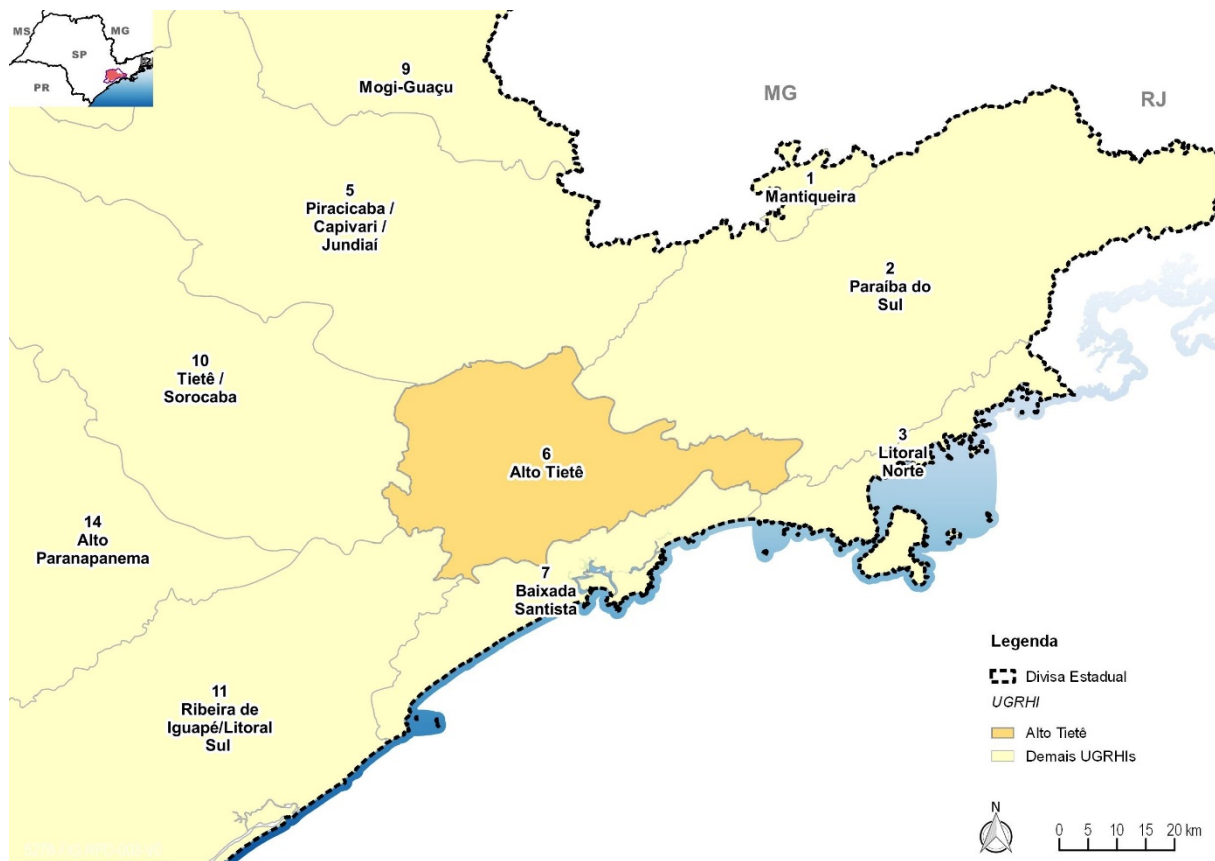 MS
MG
SP
PR
9
Mogi-Guaçu
MG
RJ
1
Mantiqueira
5
Piracicaba /
Capivari /
Jundiaí
2
Paraíba do
Sul
10
Tietê /
Sorocaba
3
Litoral
Norte
6
Alto Tietê
14
Alto
Paranapanema
7
Baixada
Santista
11
Ribeira de
Iguapé/Litoral
Sul
Legenda
Divisa Estadual
UGRHI
Alto Tietê
Demais UGRHIs
N
0 5 10 15 20 km